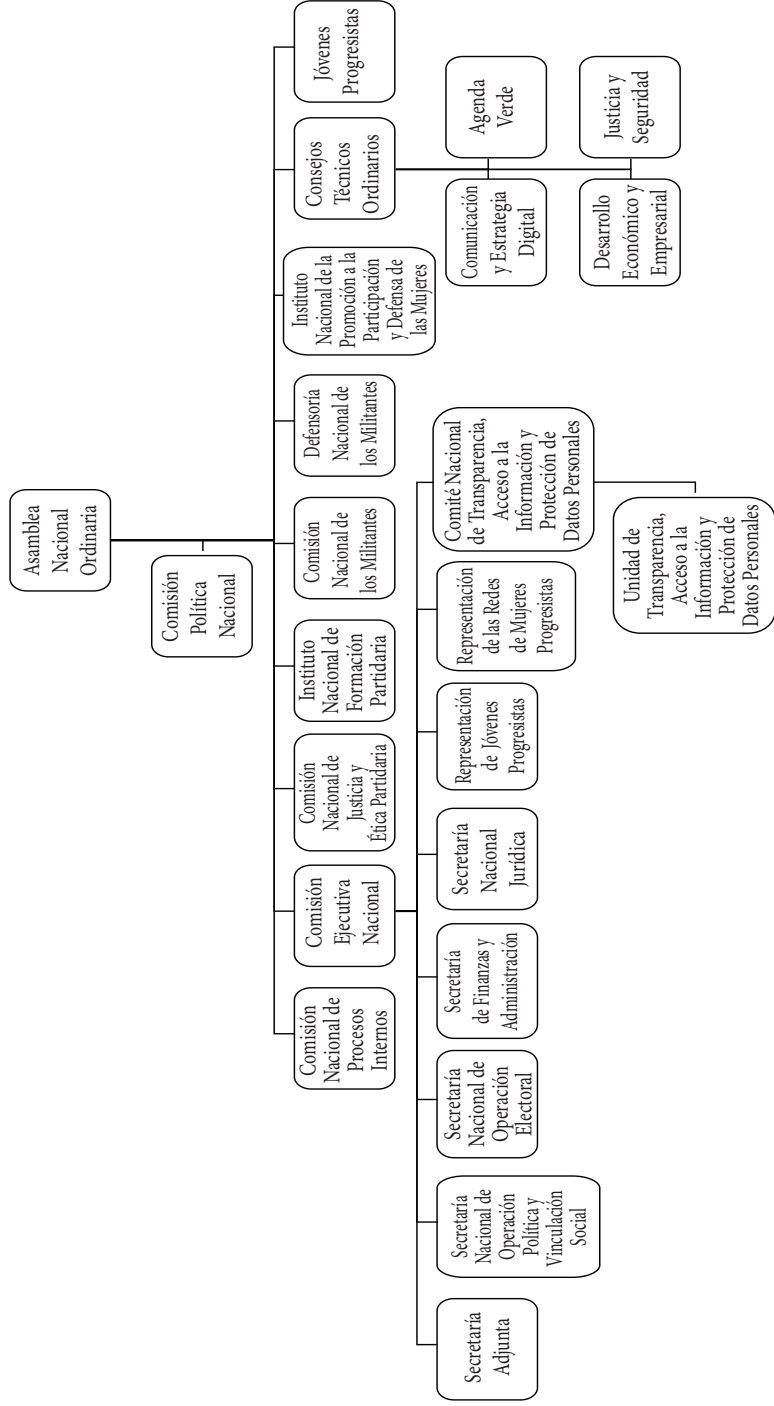 Asamblea
Nacional
Ordinaria
Comisión
Política
Nacional
Comisión
Nacional de
Procesos
Internos
Comisión
Ejecutiva
Nacional
Comisión
Nacional de
Justicia y
Ética Partidaria
Instituto
Nacional de
Formación
Partidaria
Comisión
Nacional de
los Militantes
Defensoría
Nacional de
los Militantes
Instituto
Nacional de la
Promoción a la
Participación
y Defensa de
las Mujeres
Consejos
Técnicos
Ordinarios
Jóvenes
Progresistas
Secretaría
Adjunta
Secretaría
Nacional de
Operación
Política y
Vinculación
Social
Secretaría
Nacional de
Operación
Electoral
Secretaría
de Finanzas y
Administración
Secretaría
Nacional
Jurídica
Representación
de Jóvenes
Progresistas
Representación
de las Redes
de Mujeres
Progresistas
Comité Nacional
de Transparencia,
Acceso a la
Información y
Protección de
Datos Personales
Unidad de
Transparencia,
Acceso a la
Información y
Protección de
Datos Personales
Comunicación
y Estrategia
Digital
Agenda
Verde
Desarrollo
Económico y
Empresarial
Justicia y
Seguridad